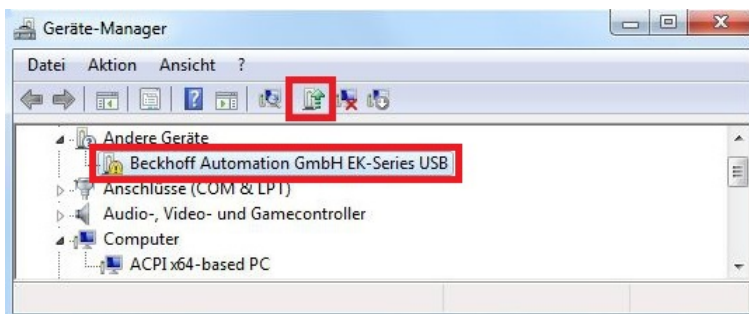 Geräte-Manager
Datei Aktion Ansicht ?
Andere Geräte
Beckhoff Automation GmbH EK-Series USB
Anschlüsse (COM & LPT)
Audio-, Video- und Gamecontroller
Computer
ACPI x64-based PC